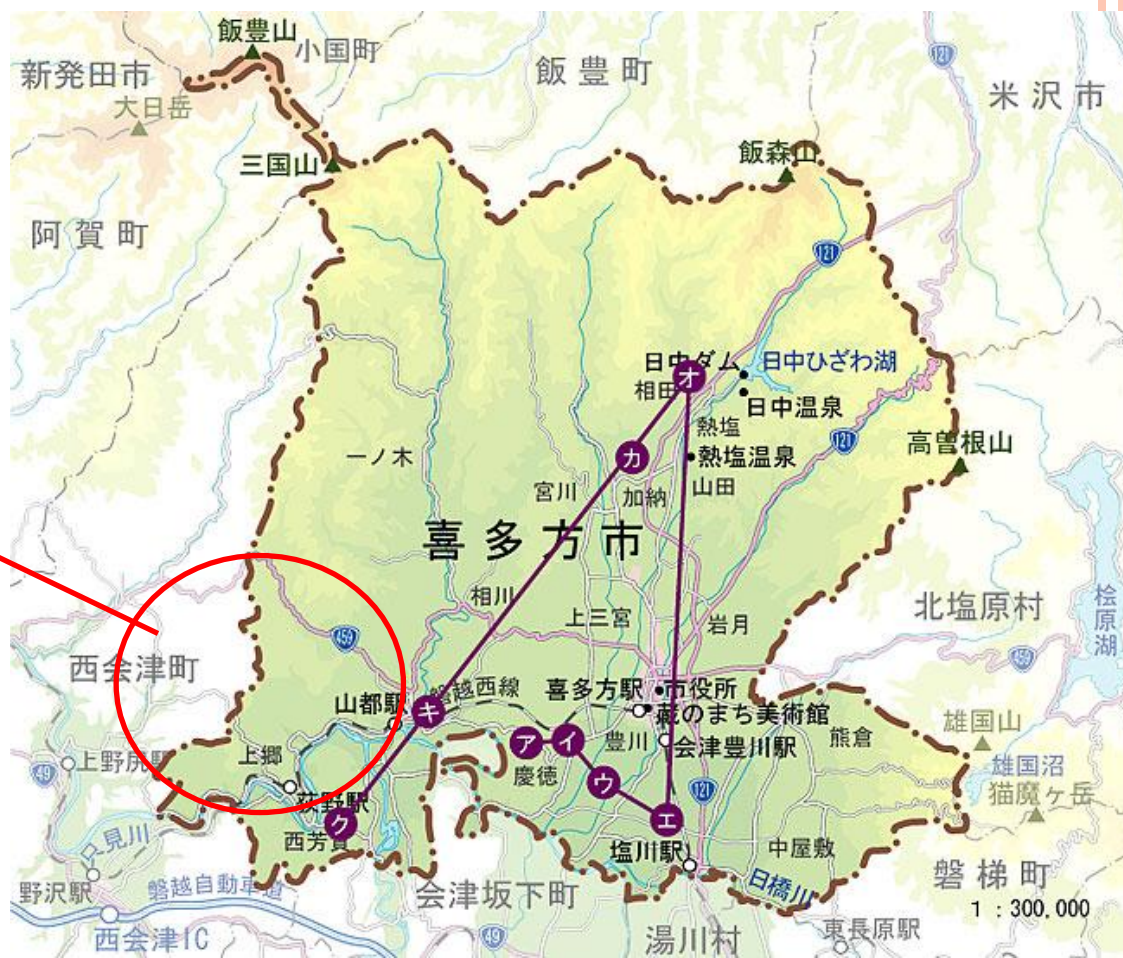 飯豊山
小国町
新発田市
飯豊町
米沢市
大日岳
121
三国山
飯森山
阿賀町
121
日中ダム
日中ひざわ湖
オ
相田
日中温泉
熱塩
121
高曽根山
一ノ木
カ
熱塩温泉
宮川
加納
山田
喜多方市
相川
上三宮
岩月
北塩原村
桧原湖
459
459
西会津町
山都駅
キ
磐越西線
喜多方駅
市役所
蔵のまち美術館
ア
イ
豊川
会津豊川駅
熊倉
雄国山
上野尻駅
上郷
慶徳
49
荻野駅
ウ
121
雄国沼
猫魔ヶ岳
ク
エ
西芳賀
只見川
塩川駅
中屋敷
野沢駅
磐越自動車道
会津坂下町
日橋川
磐梯町
1:300,000
西会津IC
49
湯川村
東長原駅